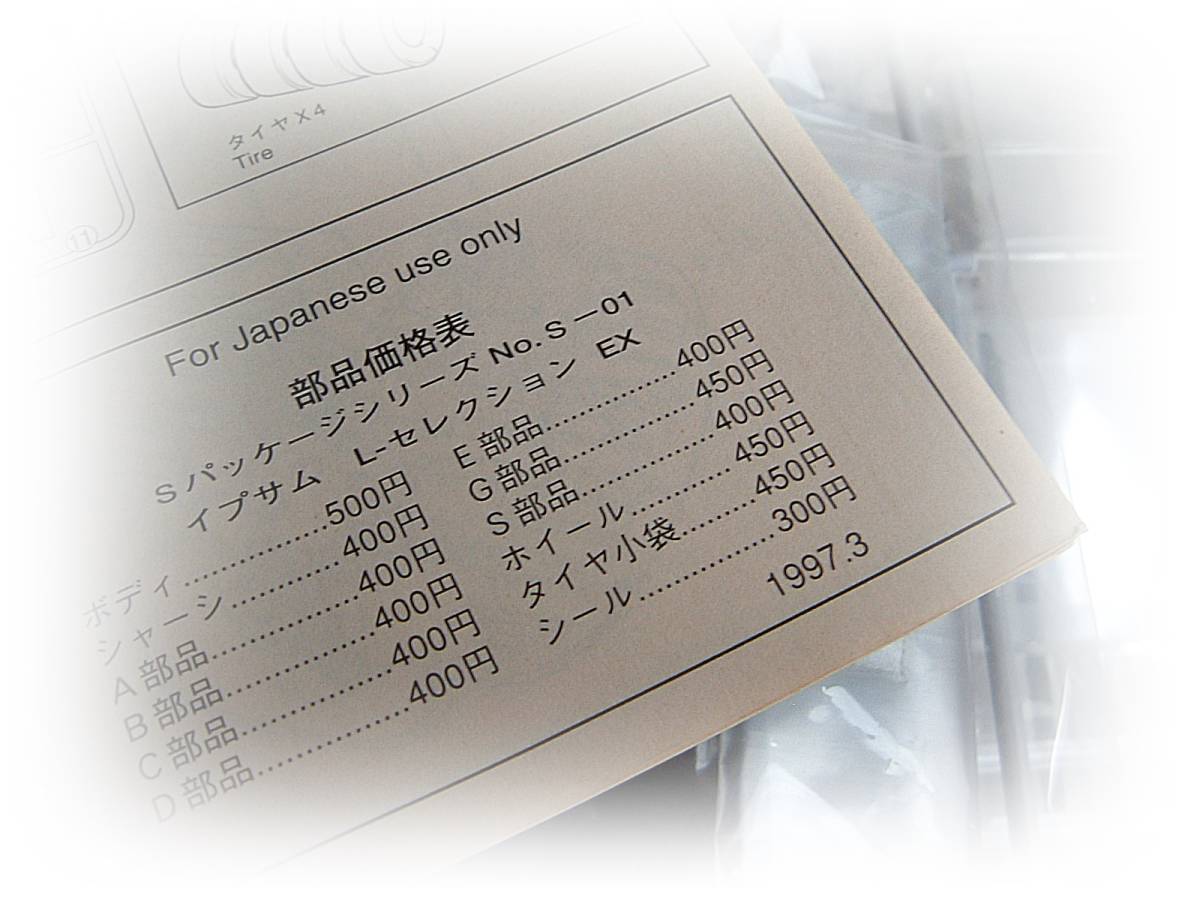 タイヤX4
Tire
11
For Japanese use only
部品価格表
SパッケージシリーズNo.S－01
イプサム L-セレクション EX
ボディ................500円
シャーシ............400円
A部品................400円
B部品................400円
C部品................400円
D部品................400円
E部品................400円
G部品................450円
S部品................400円
ホイール............450円
タイヤ小袋.........450円
シール................300円
1997.3